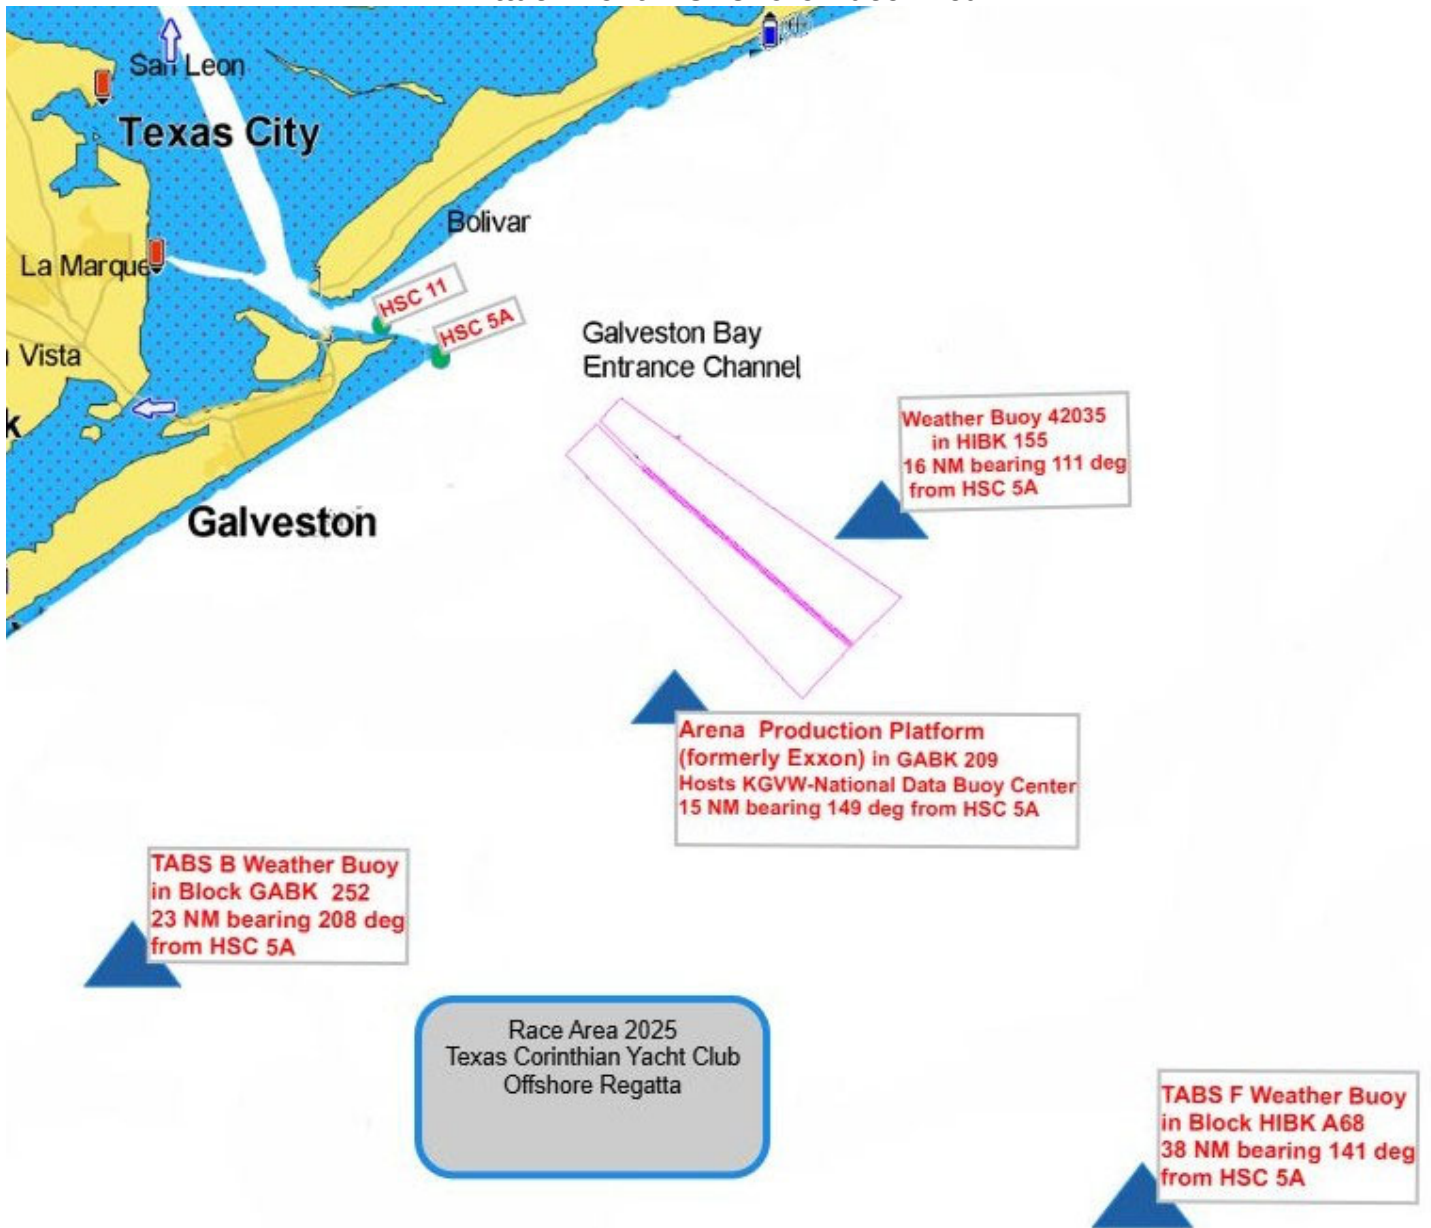 San Leon
Texas City
Bolivar
La Marque
HSC 11
HSC 5A
Vista
k
Galveston
Galveston Bay
Entrance Channel
Weather Buoy 42035
in HIBK 155
16 NM bearing 111 deg
from HSC 5A
Arena Production Platform
(formerly Exxon) in GABK 209
Hosts KGVW-National Data Buoy Center
15 NM bearing 149 deg from HSC 5A
TABS B Weather Buoy
in Block GABK 252
23 NM bearing 208 deg
from HSC 5A
Race Area 2025
Texas Corinthian Yacht Club
Offshore Regatta
TABS F Weather Buoy
in Block HIBK A68
38 NM bearing 141 deg
from HSC 5A